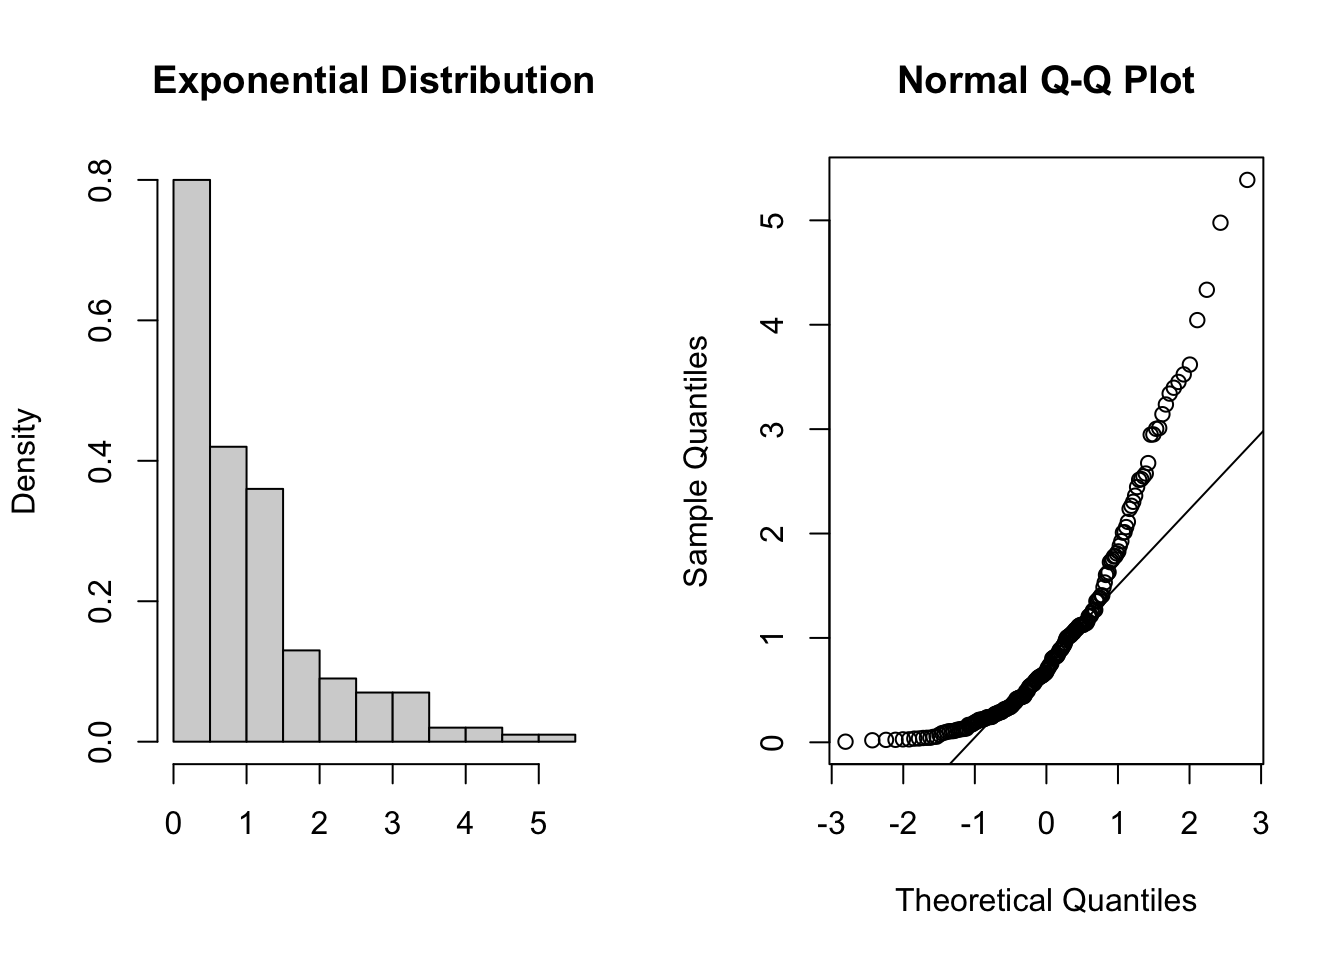 Exponential Distribution
Density
0.0
0.2
0.4
0.6
0.8
0 1 2 3 4 5
Normal Q-Q Plot
Sample Quantiles
0
1
2
3
4
5
-3 -2 -1 0 1 2 3
Theoretical Quantiles